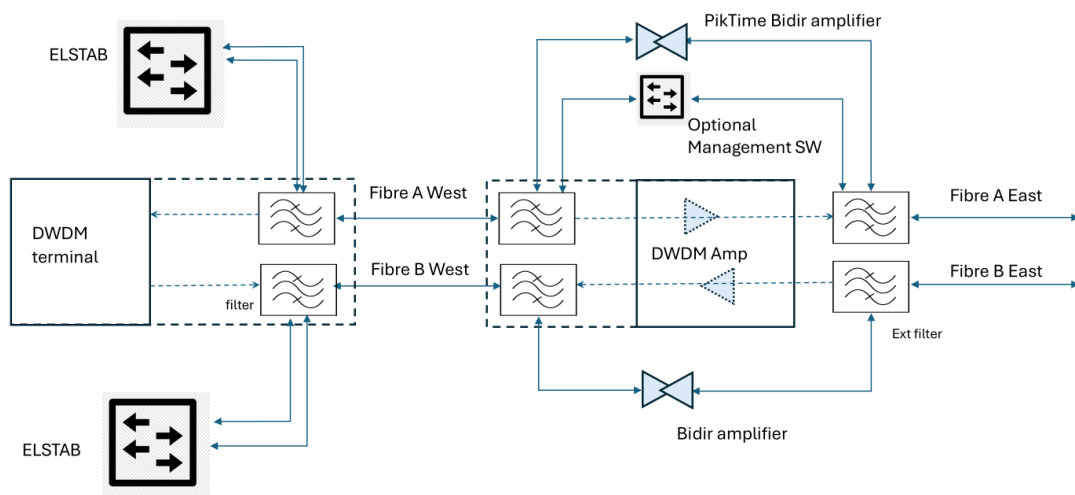 PikTime Bidir amplifier
ELSTAB
Optional
Management SW
Fibre A West
Fibre A East
DWDM
terminal
DWDM Amp
Fibre B West
Fibre B East
filter
Ext filter
Bidir amplifier
ELSTAB